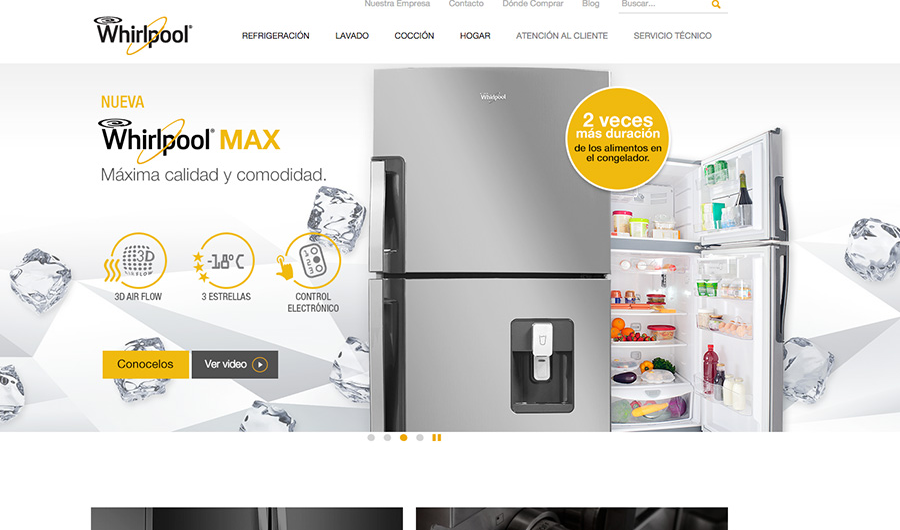 Nuestra Empresa Contacto Dónde Comprar Blog Buscar...
Whirlpool®
REFRIGERACIÓN LAVADO COCCIÓN HOGAR ATENCIÓN AL CLIENTE SERVICIO TÉCNICO
NUEVA
Whirlpool® MAX
Máxima calidad y comodidad.
3D
3D AIR FLOW
-18°C
3 ESTRELLAS
CONTROL
ELECTRÓNICO
Conocelos
Ver video
Whirlpool
2 veces
más duración
de los alimentos en
el congelador.